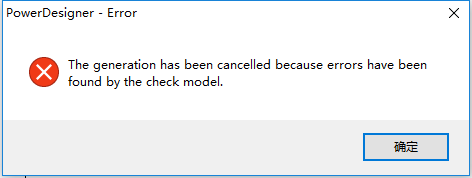 PowerDesigner - Error
The generation has been cancelled because errors have been
found by the check model.
确定